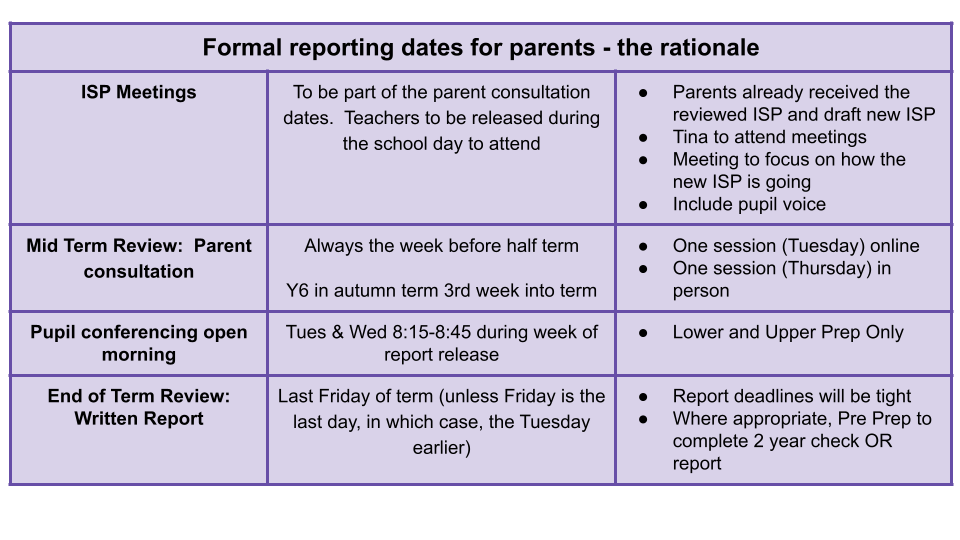 Formal reporting dates for parents - the rationale
ISP Meetings
To be part of the parent consultation
dates.  Teachers to be released during
the school day to attend
● Parents already received the
reviewed ISP and draft new ISP
● Tina to attend meetings
● Meeting to focus on how the
new ISP is going
● Include pupil voice
Mid Term Review:  Parent
consultation
Always the week before half term
Y6 in autumn term 3rd week into term
● One session (Tuesday) online
● One session (Thursday) in
person
Pupil conferencing open
morning
Tues & Wed 8:15-8:45 during week of
report release
● Lower and Upper Prep Only
End of Term Review:
Written Report
Last Friday of term (unless Friday is the
last day, in which case, the Tuesday
earlier)
● Report deadlines will be tight
● Where appropriate, Pre Prep to
complete 2 year check OR
report